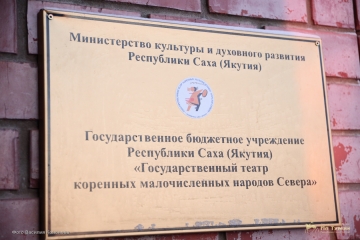 Министерство культуры и духовного развития
Республики Саха (Якутия)
Государственное бюджетное учреждение
Республики Саха (Якутия)
«Государственный театр
коренных малочисленных народов Севера»